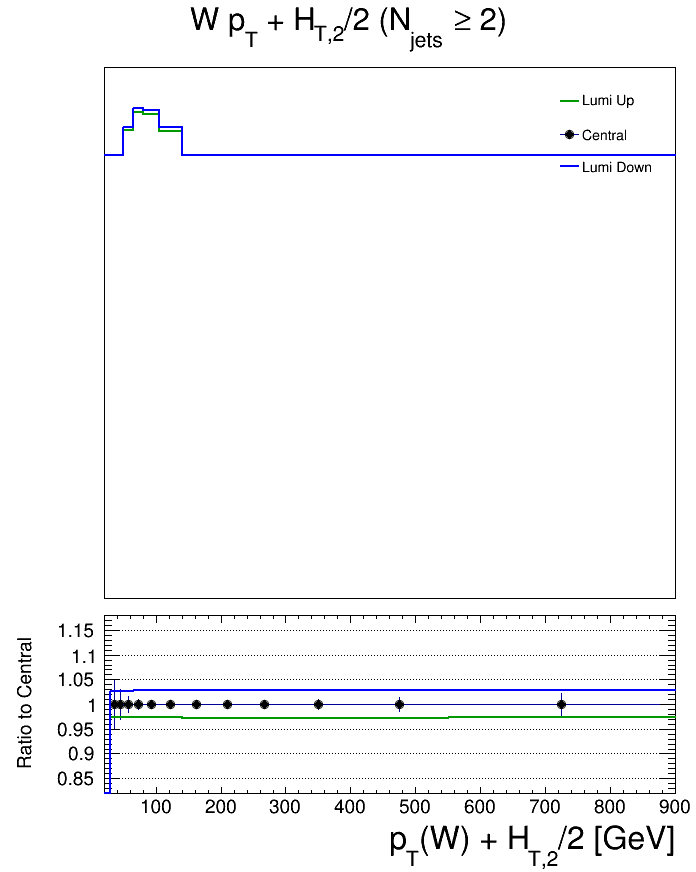 W p_T + H_T,2/2 (N_jets ≥ 2)
Lumi Up
Central
Lumi Down
Ratio to Central
1.15
1.1
1.05
1
0.95
0.9
0.85
100 200 300 400 500 600 700 800 900
p_T(W) + H_T,2/2 [GeV]